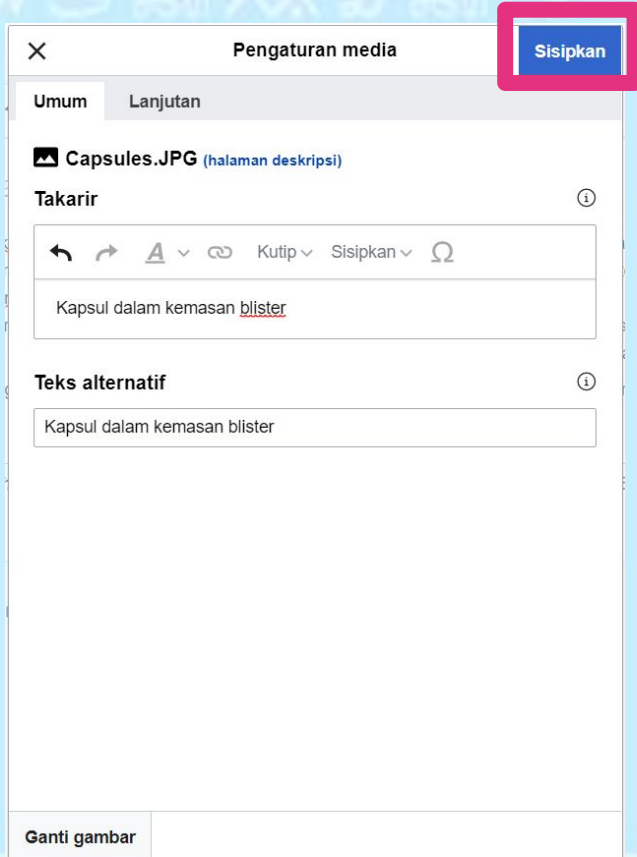 Pengaturan media
Sisipkan
Umum Lanjutan
Capsules.JPG (halaman deskripsi)
Takarir
A Kutip Sisipkan Ω
Kapsul dalam kemasan blister
Teks alternatif
Kapsul dalam kemasan blister
Ganti gambar